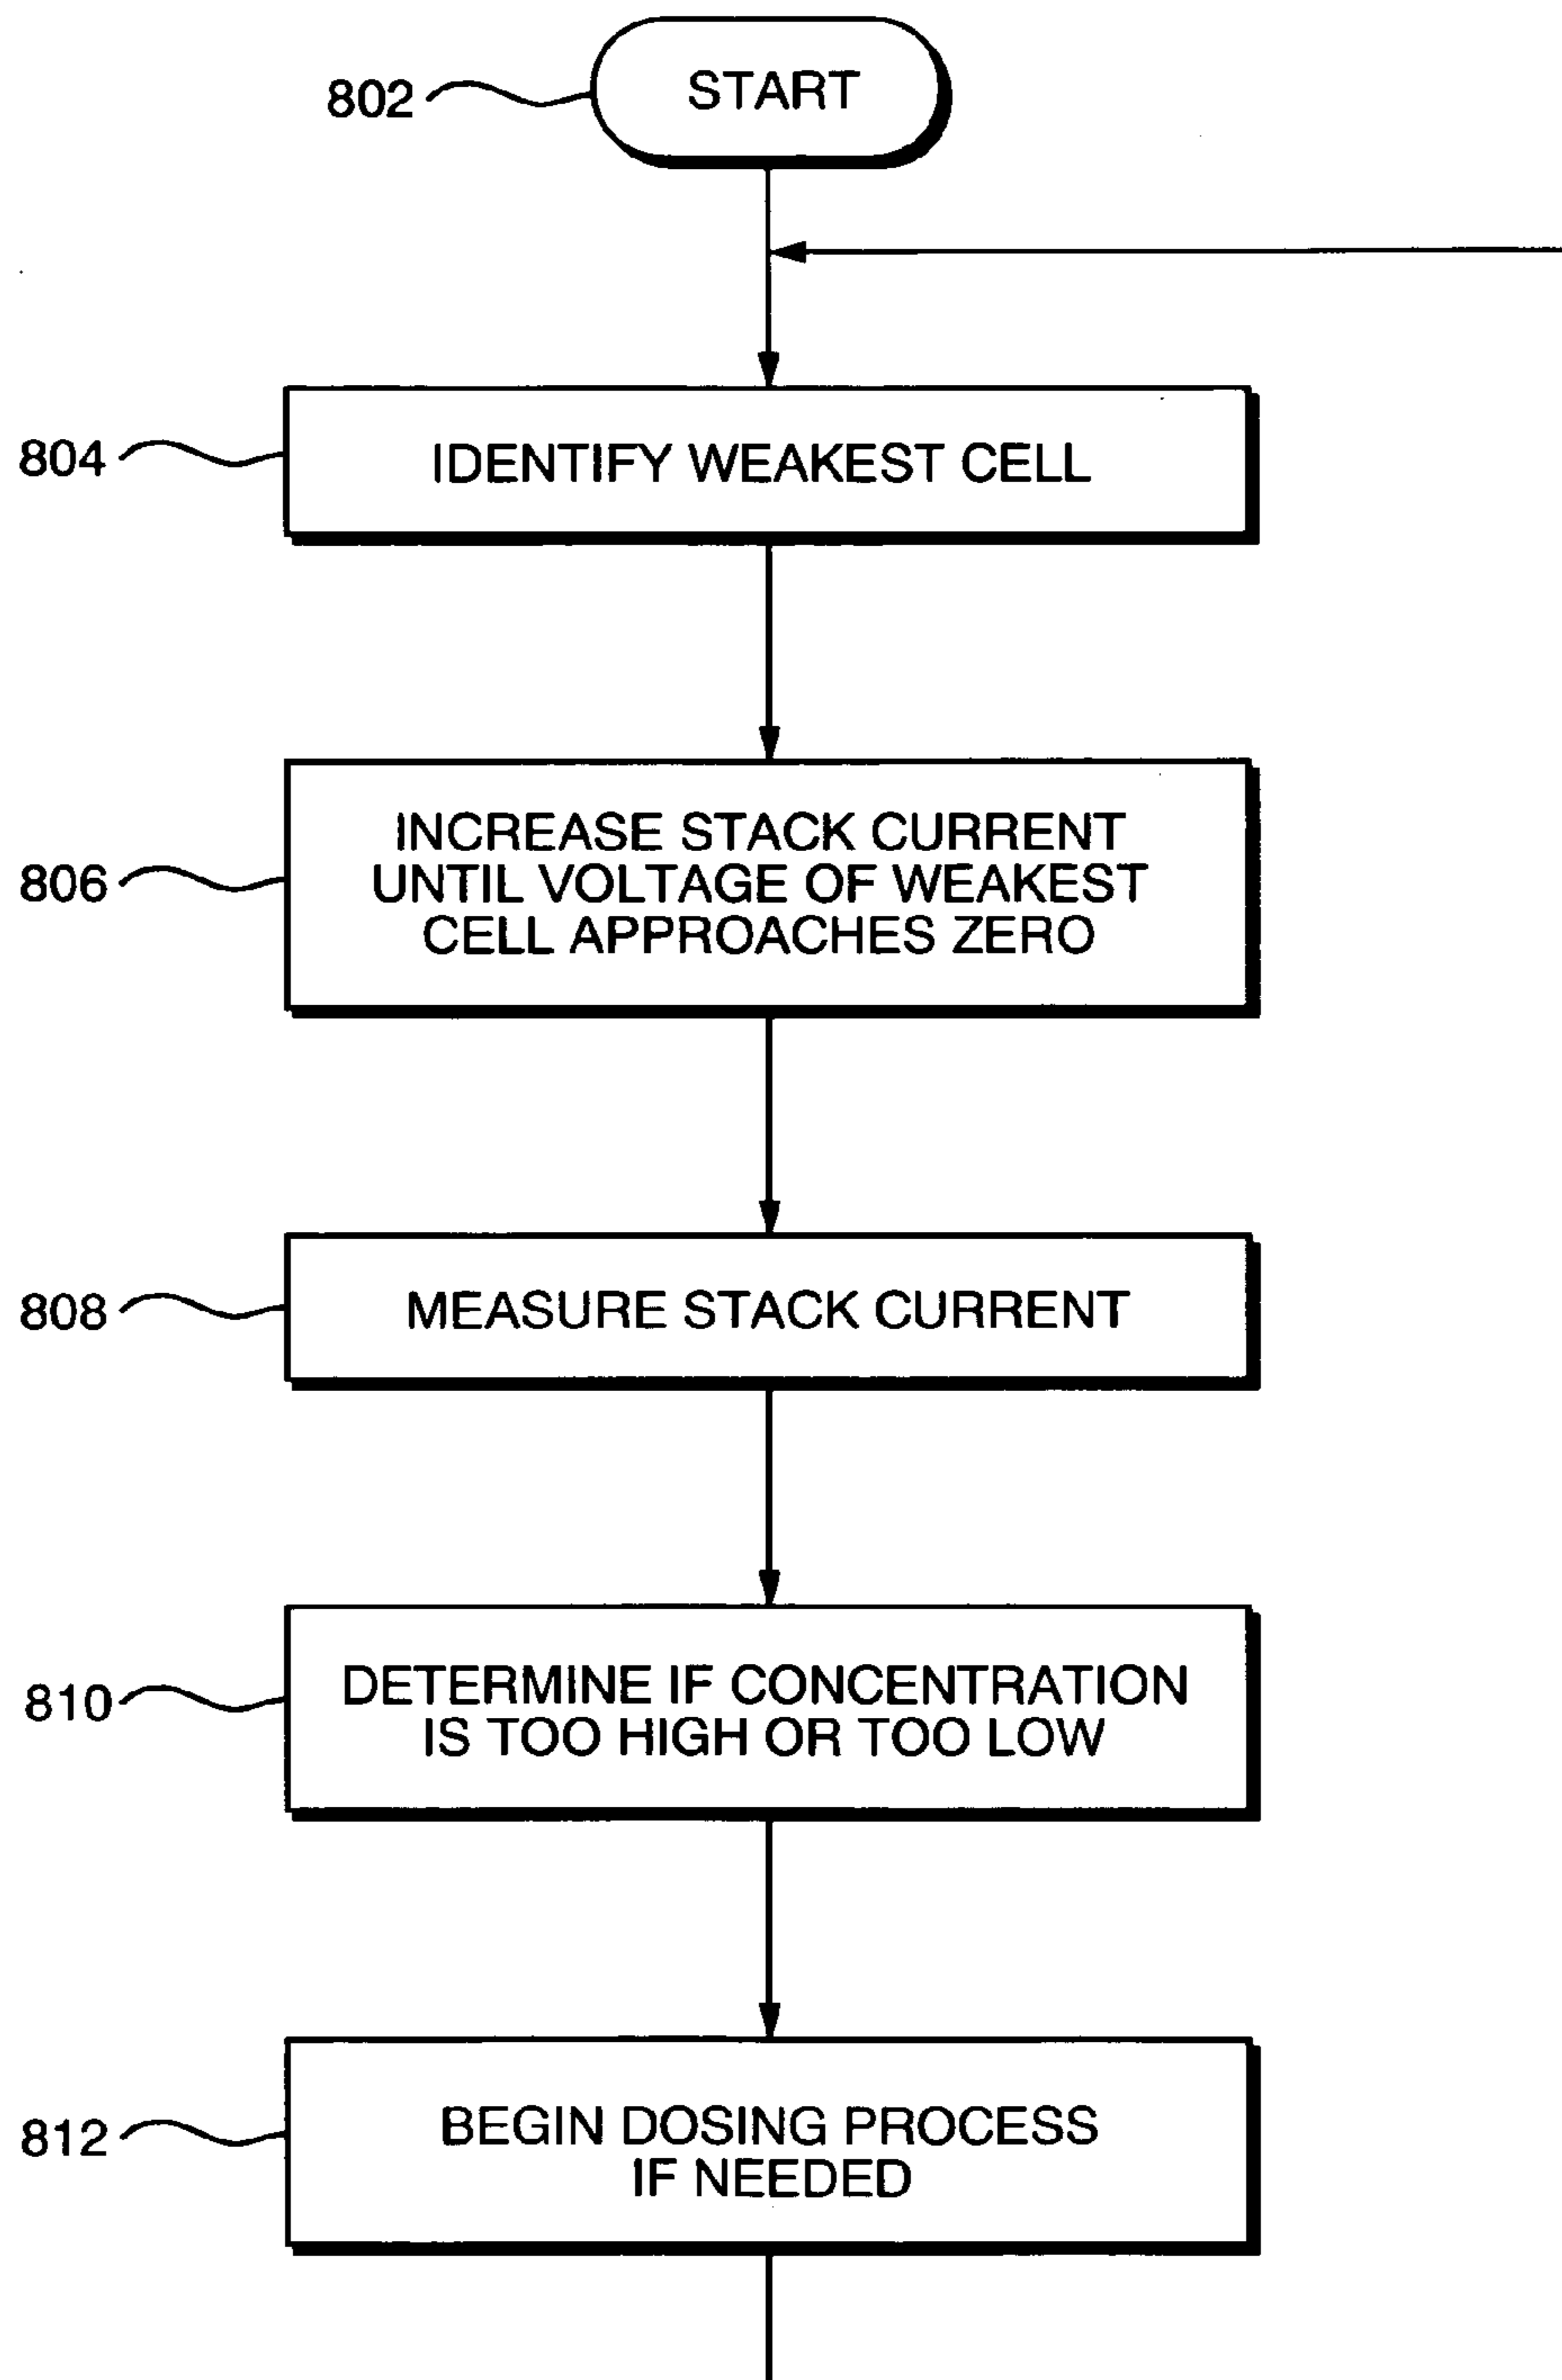 802
START
804
IDENTIFY WEAKEST CELL
806
INCREASE STACK CURRENT
UNTIL VOLTAGE OF WEAKEST
CELL APPROACHES ZERO
808
MEASURE STACK CURRENT
810
DETERMINE IF CONCENTRATION
IS TOO HIGH OR TOO LOW
812
BEGIN DOSING PROCESS
IF NEEDED